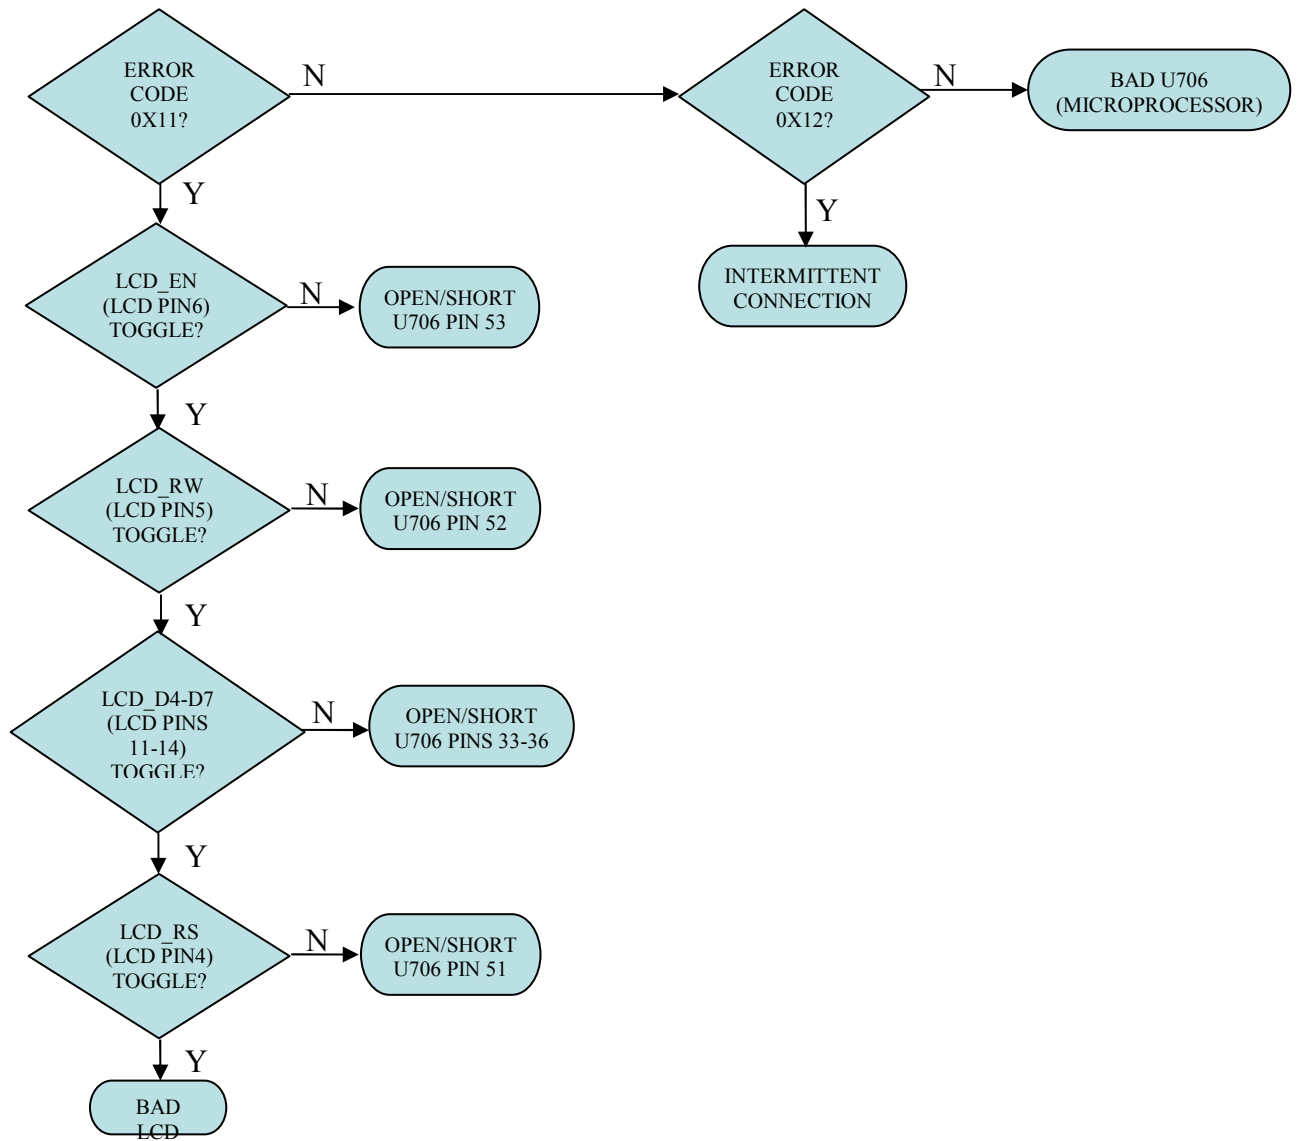 ERROR
CODE
0X11?
N
ERROR
CODE
0X12?
N
BAD U706
(MICROPROCESSOR)
Y
Y
INTERMITTENT
CONNECTION
LCD_EN
(LCD PIN6)
TOGGLE?
N
OPEN/SHORT
U706 PIN 53
Y
LCD_RW
(LCD PIN5)
TOGGLE?
N
OPEN/SHORT
U706 PIN 52
Y
LCD_D4-D7
(LCD PINS
11-14)
TOGGLE?
N
OPEN/SHORT
U706 PINS 33-36
Y
LCD_RS
(LCD PIN4)
TOGGLE?
N
OPEN/SHORT
U706 PIN 51
Y
BAD
LCD